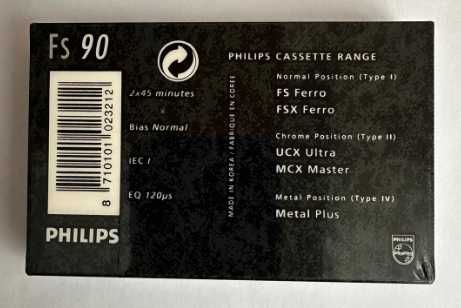 Fs 90
8 710101 023212
PHILIPS
2x45 minutes
Bias Normal
IEC I
EQ 120µs
MADE IN KOREA / FABRIQUE EN COREE
PHILIPS CASSETTE RANGE
Normal Position (Type I)
FS Ferro
FSX Ferro
Chrome Position (Type II)
UCX Ultra
MCX Master
Metal Position (Type IV)
Metal Plus
PHILIPS